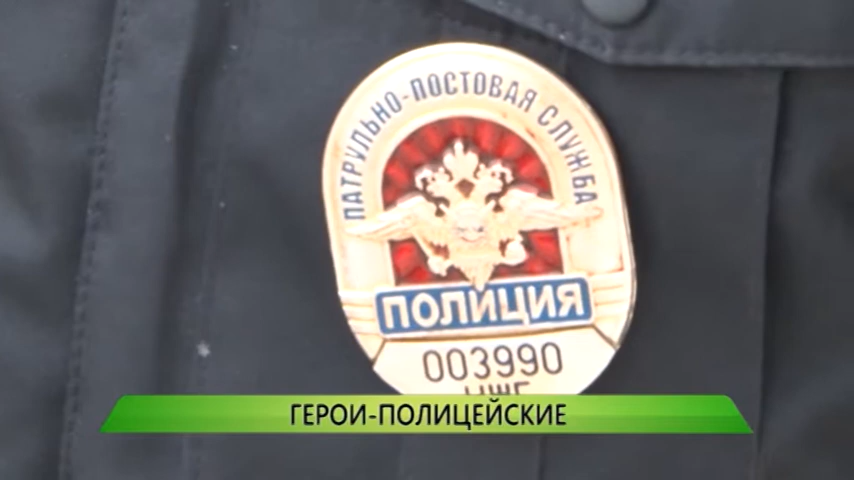 ПАТРУЛЬНО-ПОСТОВАЯ СЛУЖБА
ПОЛИЦИЯ
003990
ГЕРОИ-ПОЛИЦЕЙСКИЕ